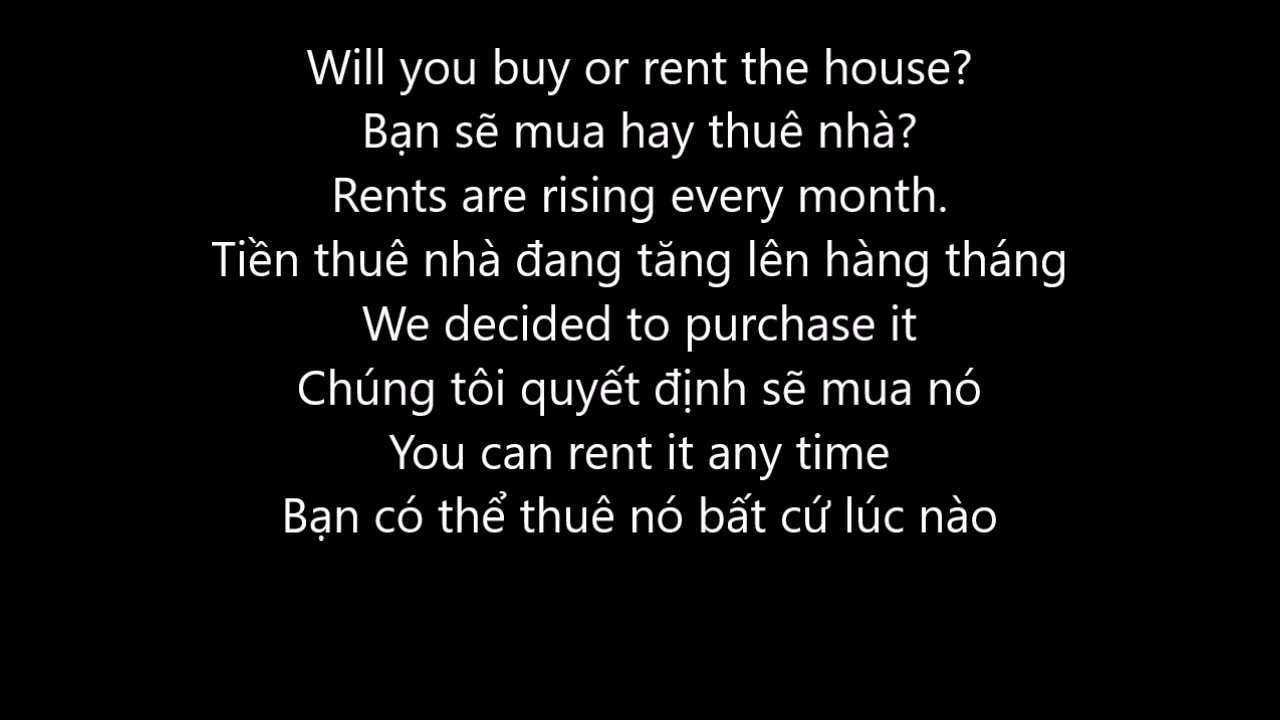 Will you buy or rent the house?
Bạn sẽ mua hay thuê nhà?
Rents are rising every month.
Tiền thuê nhà đang tăng lên hàng tháng
We decided to purchase it
Chúng tôi quyết định sẽ mua nó
You can rent it any time
Bạn có thể thuê nó bất cứ lúc nào